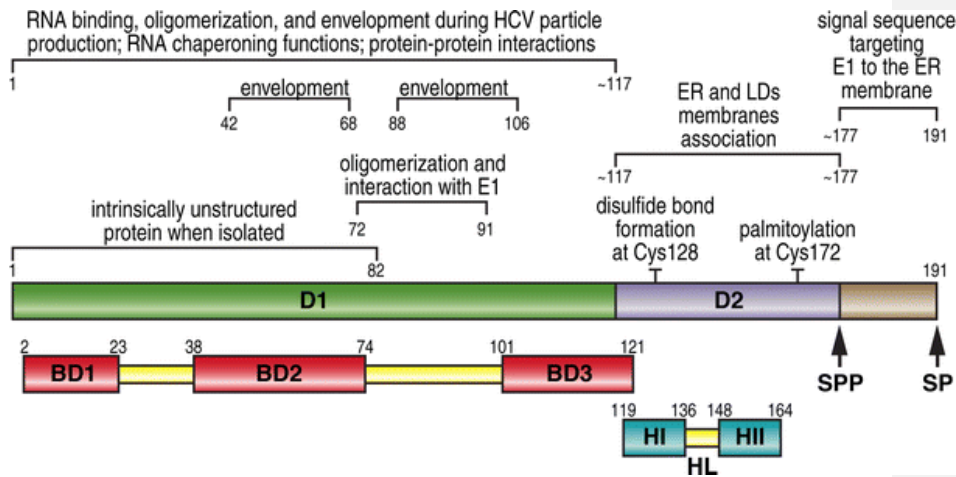 RNA binding, oligomerization, and envelopment during HCV particle
production; RNA chaperoning functions; protein-protein interactions
1
~117
signal sequence
targeting
E1 to the ER
membrane
~177
191
envelopment
42
68
envelopment
88
106
ER and LDs
membranes
association
~117
~177
oligomerization and
interaction with E1
72
91
intrinsically unstructured
protein when isolated
1
82
disulfide bond
formation
at Cys128
palmitoylation
at Cys172
191
D1
D2
2
23
38
74
101
121
BD1
BD2
BD3
SPP
SP
119
136
148
164
HI
HII
HL